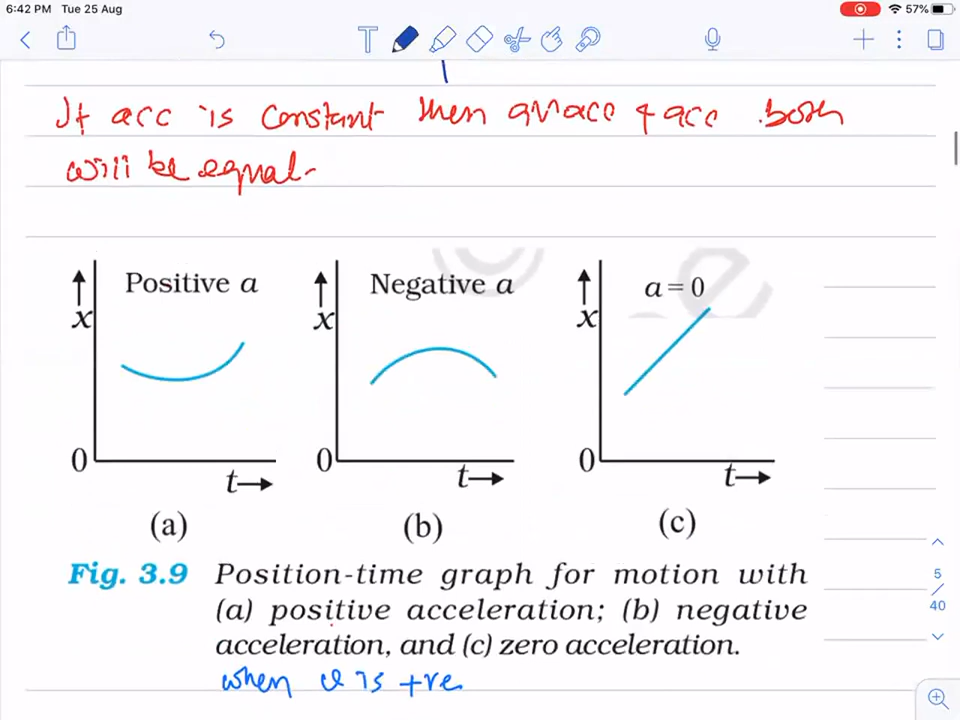 6:42 PM Tue 25 Aug
57%
If acc is constant then avacc & acc both
will be equal.
Positive a
Negative a
a = 0
x
x
x
0
0
0
t
t
t
(a)
(b)
(c)
Fig. 3.9 Position-time graph for motion with
(a) positive acceleration; (b) negative
acceleration, and (c) zero acceleration.
when v is +ve
5
/
40